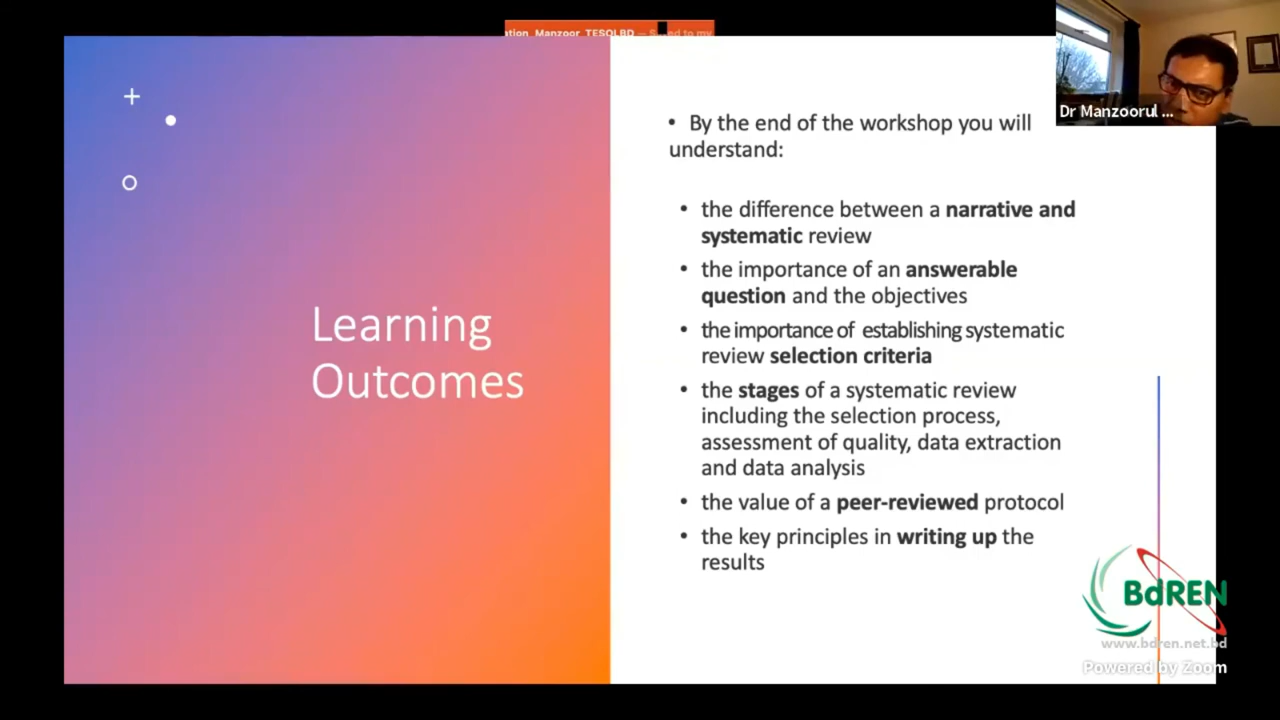 ation_Manzoor_TESOLBD — Saved to my
Dr Manzoorul ...
Learning
Outcomes
• By the end of the workshop you will
understand:
• the difference between a narrative and
systematic review
• the importance of an answerable
question and the objectives
• the importance of establishing systematic
review selection criteria
• the stages of a systematic review
including the selection process,
assessment of quality, data extraction
and data analysis
• the value of a peer-reviewed protocol
• the key principles in writing up the
results
BdREN
www.bdren.net.bd
Powered by Zoom